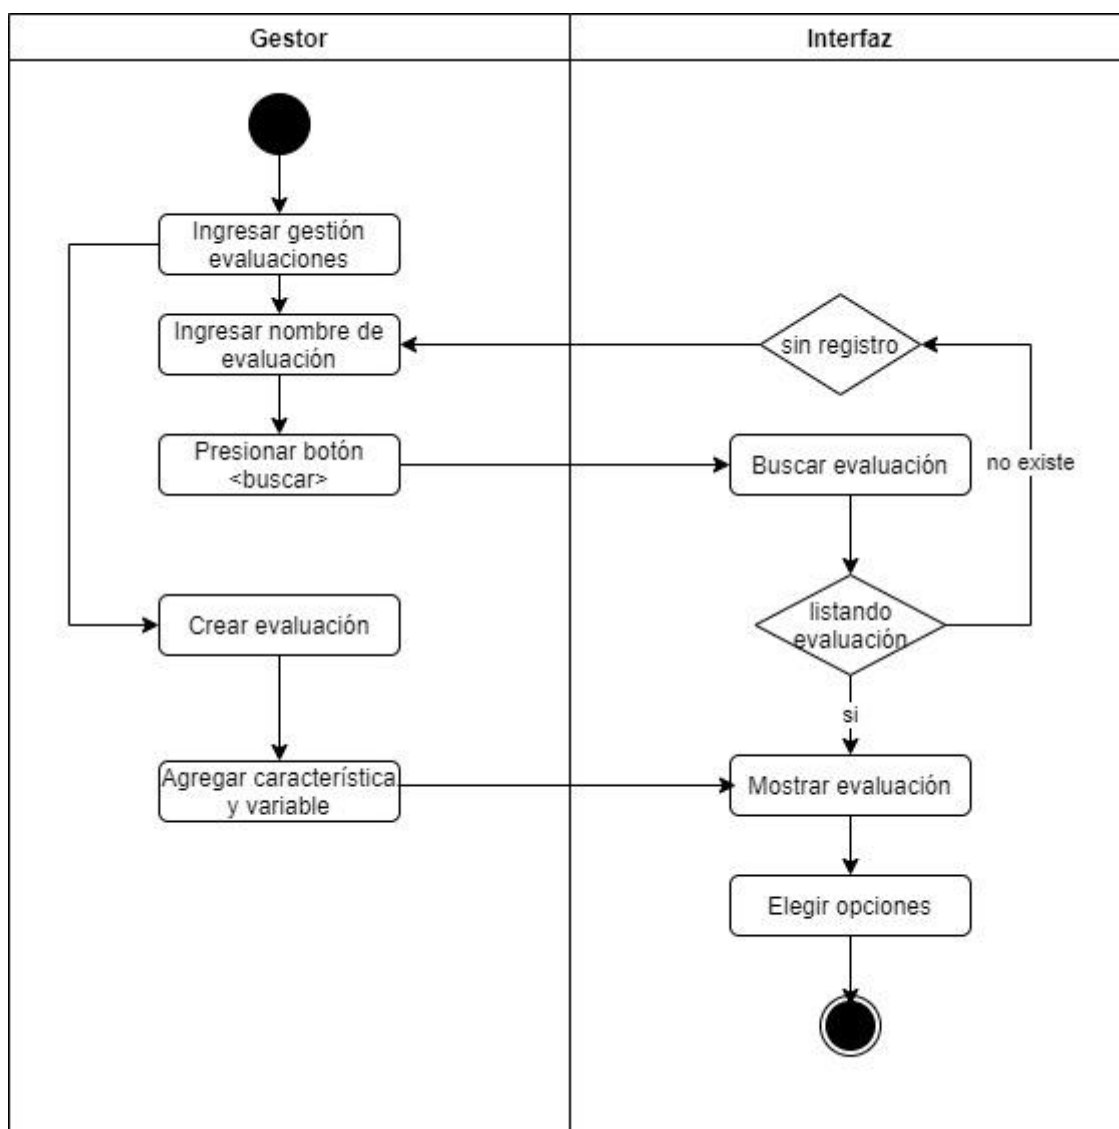 Gestor
Interfaz
Ingresar gestión
evaluaciones
Ingresar nombre de
evaluación
sin registro
Presionar botón
<buscar>
Buscar evaluación
no existe
Crear evaluación
listando
evaluación
si
Agregar característica
y variable
Mostrar evaluación
Elegir opciones